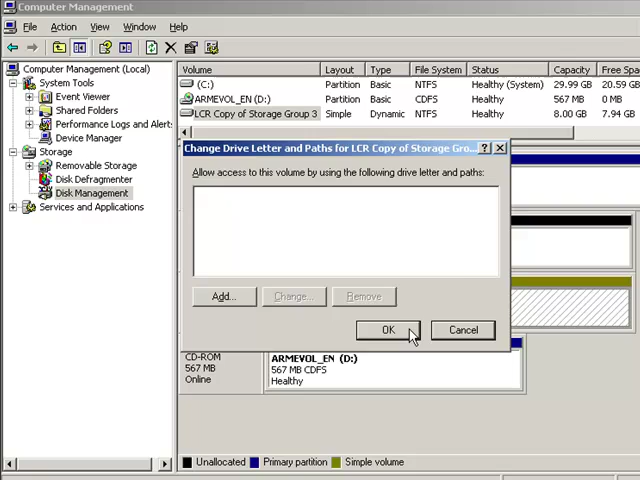 Computer Management
File Action View Window Help
Computer Management (Local)
System Tools
Event Viewer
Shared Folders
Performance Logs and Alerts
Device Manager
Storage
Removable Storage
Disk Defragmenter
Disk Management
Services and Applications
Volume Layout Type File System Status Capacity Free Spac
(C:) Partition Basic NTFS Healthy (System) 29.99 GB 20.59 GB
ARMEVOL_EN (D:) Partition Basic CDFS Healthy 567 MB 0 MB
LCR Copy of Storage Group 3 Simple Dynamic NTFS Healthy 8.00 GB 7.94 GB
Change Drive Letter and Paths for LCR Copy of Storage Gro...
Allow access to this volume by using the following drive letter and paths:
Add... Change... Remove
OK Cancel
CD-ROM
567 MB
Online
ARMEVOL_EN (D:)
567 MB CDFS
Healthy
Unallocated Primary partition Simple volume